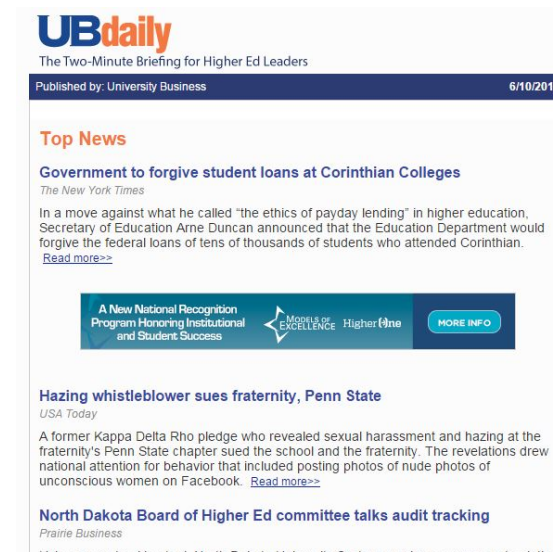 UBdaily
The Two-Minute Briefing for Higher Ed Leaders
Published by: University Business 6/10/201
Top News
Government to forgive student loans at Corinthian Colleges
The New York Times
In a move against what he called “the ethics of payday lending” in higher education,
Secretary of Education Arne Duncan announced that the Education Department would
forgive the federal loans of tens of thousands of students who attended Corinthian.
Read more>>
A New National Recognition
Program Honoring Institutional
and Student Success
MODELS OF
EXCELLENCE
Higher One
MORE INFO
Hazing whistleblower sues fraternity, Penn State
USA Today
A former Kappa Delta Rho pledge who revealed sexual harassment and hazing at the
fraternity's Penn State chapter sued the school and the fraternity. The revelations drew
national attention for behavior that included posting photos of nude photos of
unconscious women on Facebook. Read more>>
North Dakota Board of Higher Ed committee talks audit tracking
Prairie Business